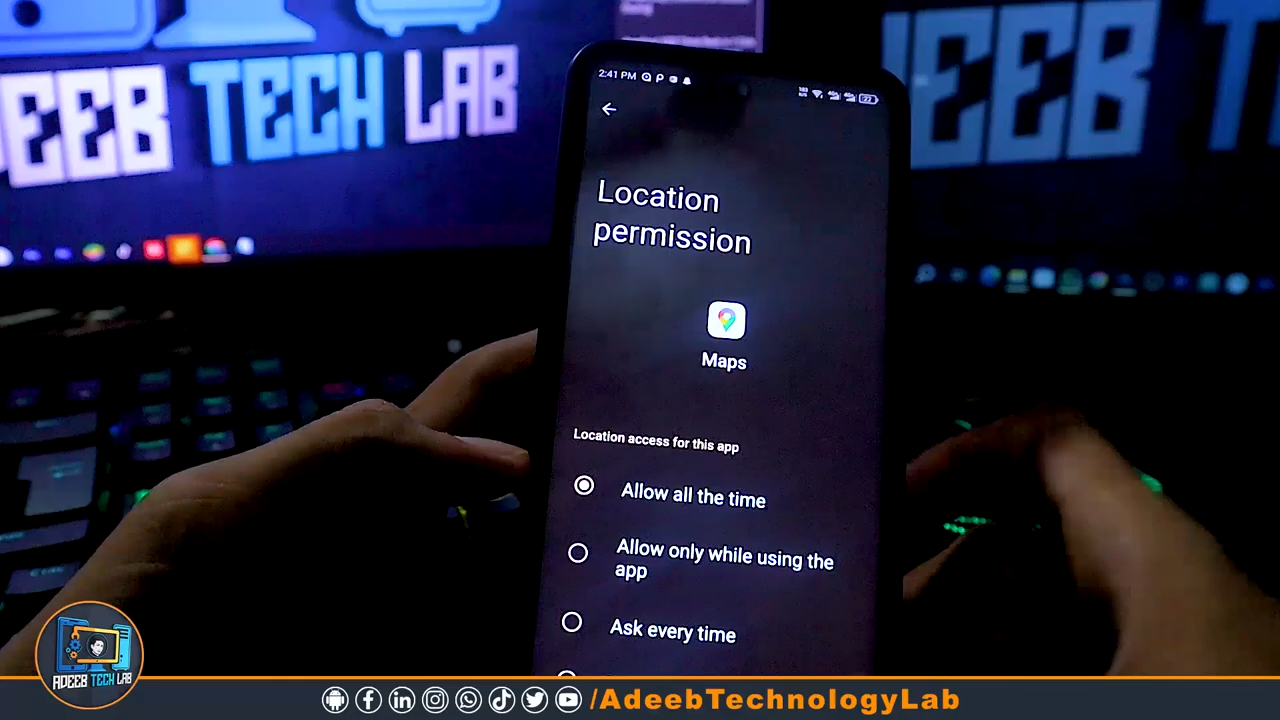 ADEEB TECH LAB
2:41 PM
22
Location
permission
Maps
Location access for this app
Allow all the time
Allow only while using the
app
Ask every time
ADEEB TECH LAB
/AdeebTechnologyLab